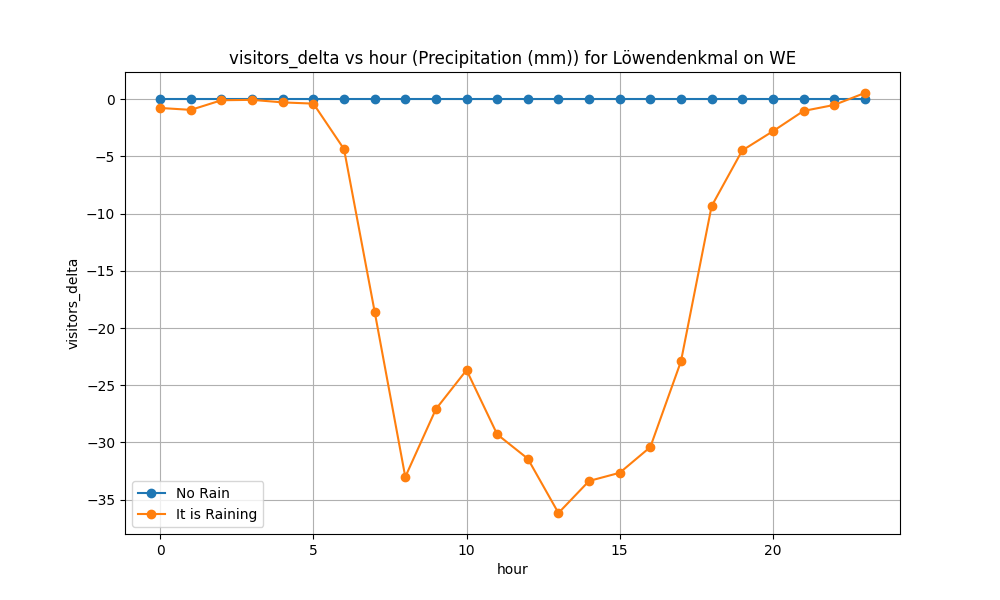 visitors_delta vs hour (Precipitation (mm)) for Löwendenkmal on WE
visitors_delta
0
−5
−10
−15
−20
−25
−30
−35
No Rain
It is Raining
0 5 10 15 20
hour